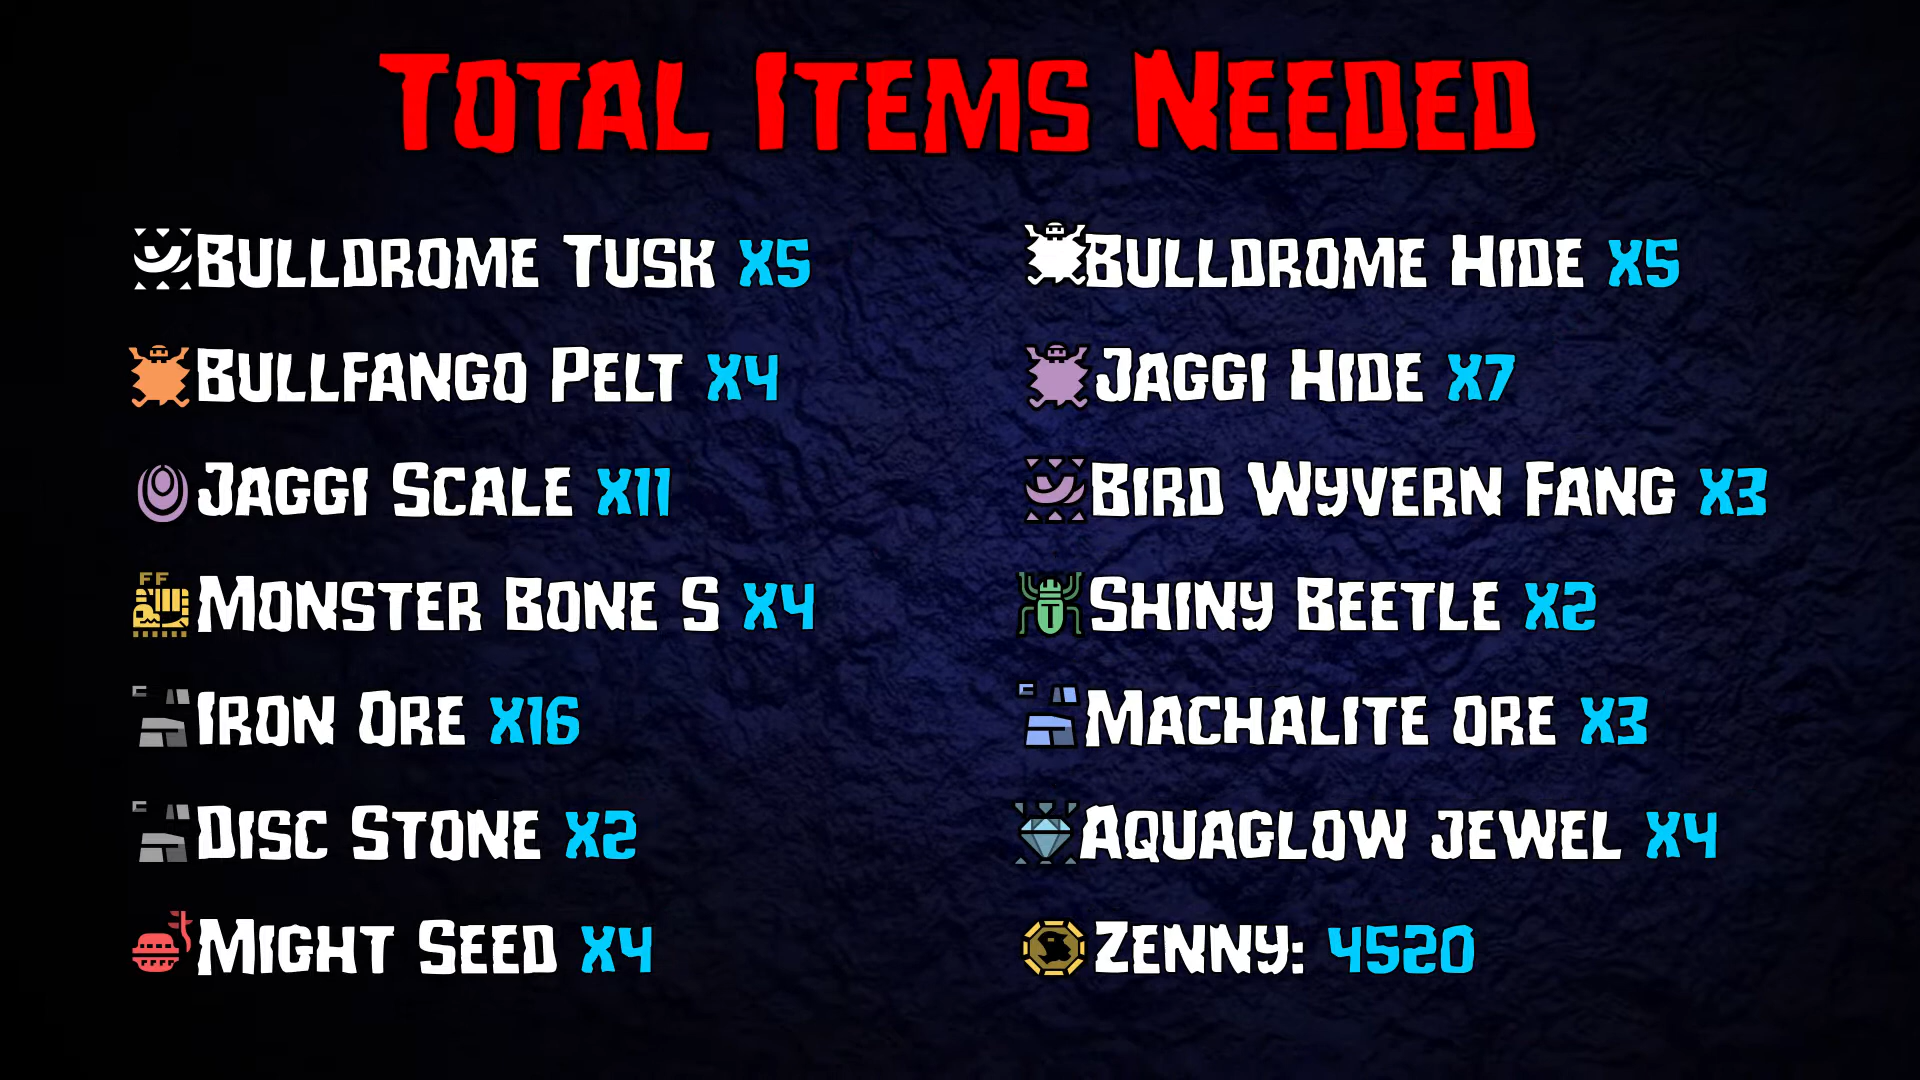 Total Items Needed
Bulldrome Tusk x5
Bulldrome Hide x5
Bullfango Pelt x4
Jaggi Hide x7
Jaggi Scale x11
Bird Wyvern Fang x3
Monster Bone S x4
Shiny Beetle x2
Iron Ore x16
Machalite ore x3
Disc Stone x2
Aquaglow jewel x4
Might Seed x4
Zenny: 4520